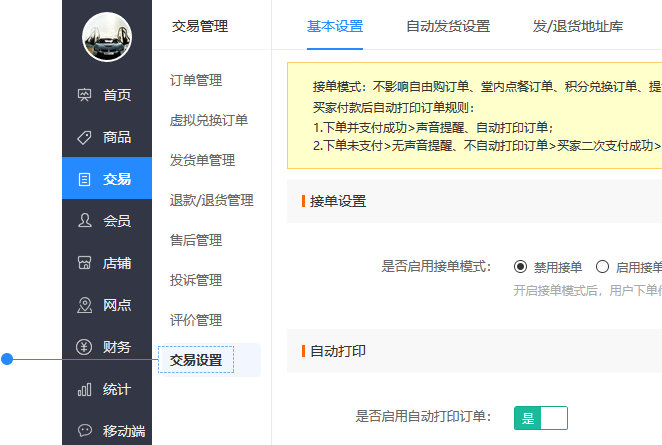 首页
商品
交易
会员
店铺
网点
财务
统计
移动端
交易管理
订单管理
虚拟兑换订单
发货单管理
退款/退货管理
售后管理
投诉管理
评价管理
交易设置
基本设置 自动发货设置 发/退货地址库
接单模式：不影响自由购订单、堂内点餐订单、积分兑换订单、提
买家付款后自动打印订单规则：
1.下单并支付成功>声音提醒、自动打印订单；
2.下单未支付>无声音提醒、不自动打印订单>买家二次支付成功>
接单设置
是否启用接单模式： 禁用接单 启用接单
开启接单模式后，用户下单
自动打印
是否启用自动打印订单： 是